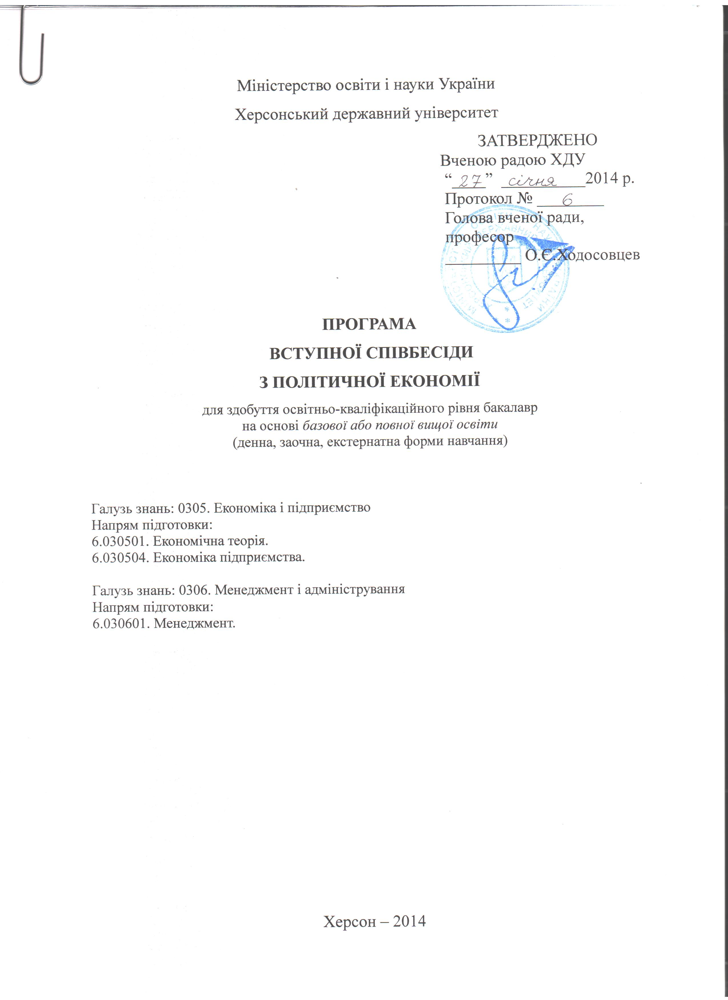 Міністерство освіти і науки України
Херсонський державний університет
ЗАТВЕРДЖЕНО
Вченою радою ХДУ
“ 27 ” січня 2014 р.
Протокол № 6
Голова вченої ради,
професор
О.Є.Ходосовцев
ПРОГРАМА
ВСТУПНОЇ СПІВБЕСІДИ
З ПОЛІТИЧНОЇ ЕКОНОМІЇ
для здобуття освітньо-кваліфікаційного рівня бакалавр
на основі базової або повної вищої освіти
(денна, заочна, екстернатна форми навчання)
Галузь знань: 0305. Економіка і підприємство
Напрям підготовки:
6.030501. Економічна теорія.
6.030504. Економіка підприємства.
Галузь знань: 0306. Менеджмент і адміністрування
Напрям підготовки:
6.030601. Менеджмент.
Херсон – 2014